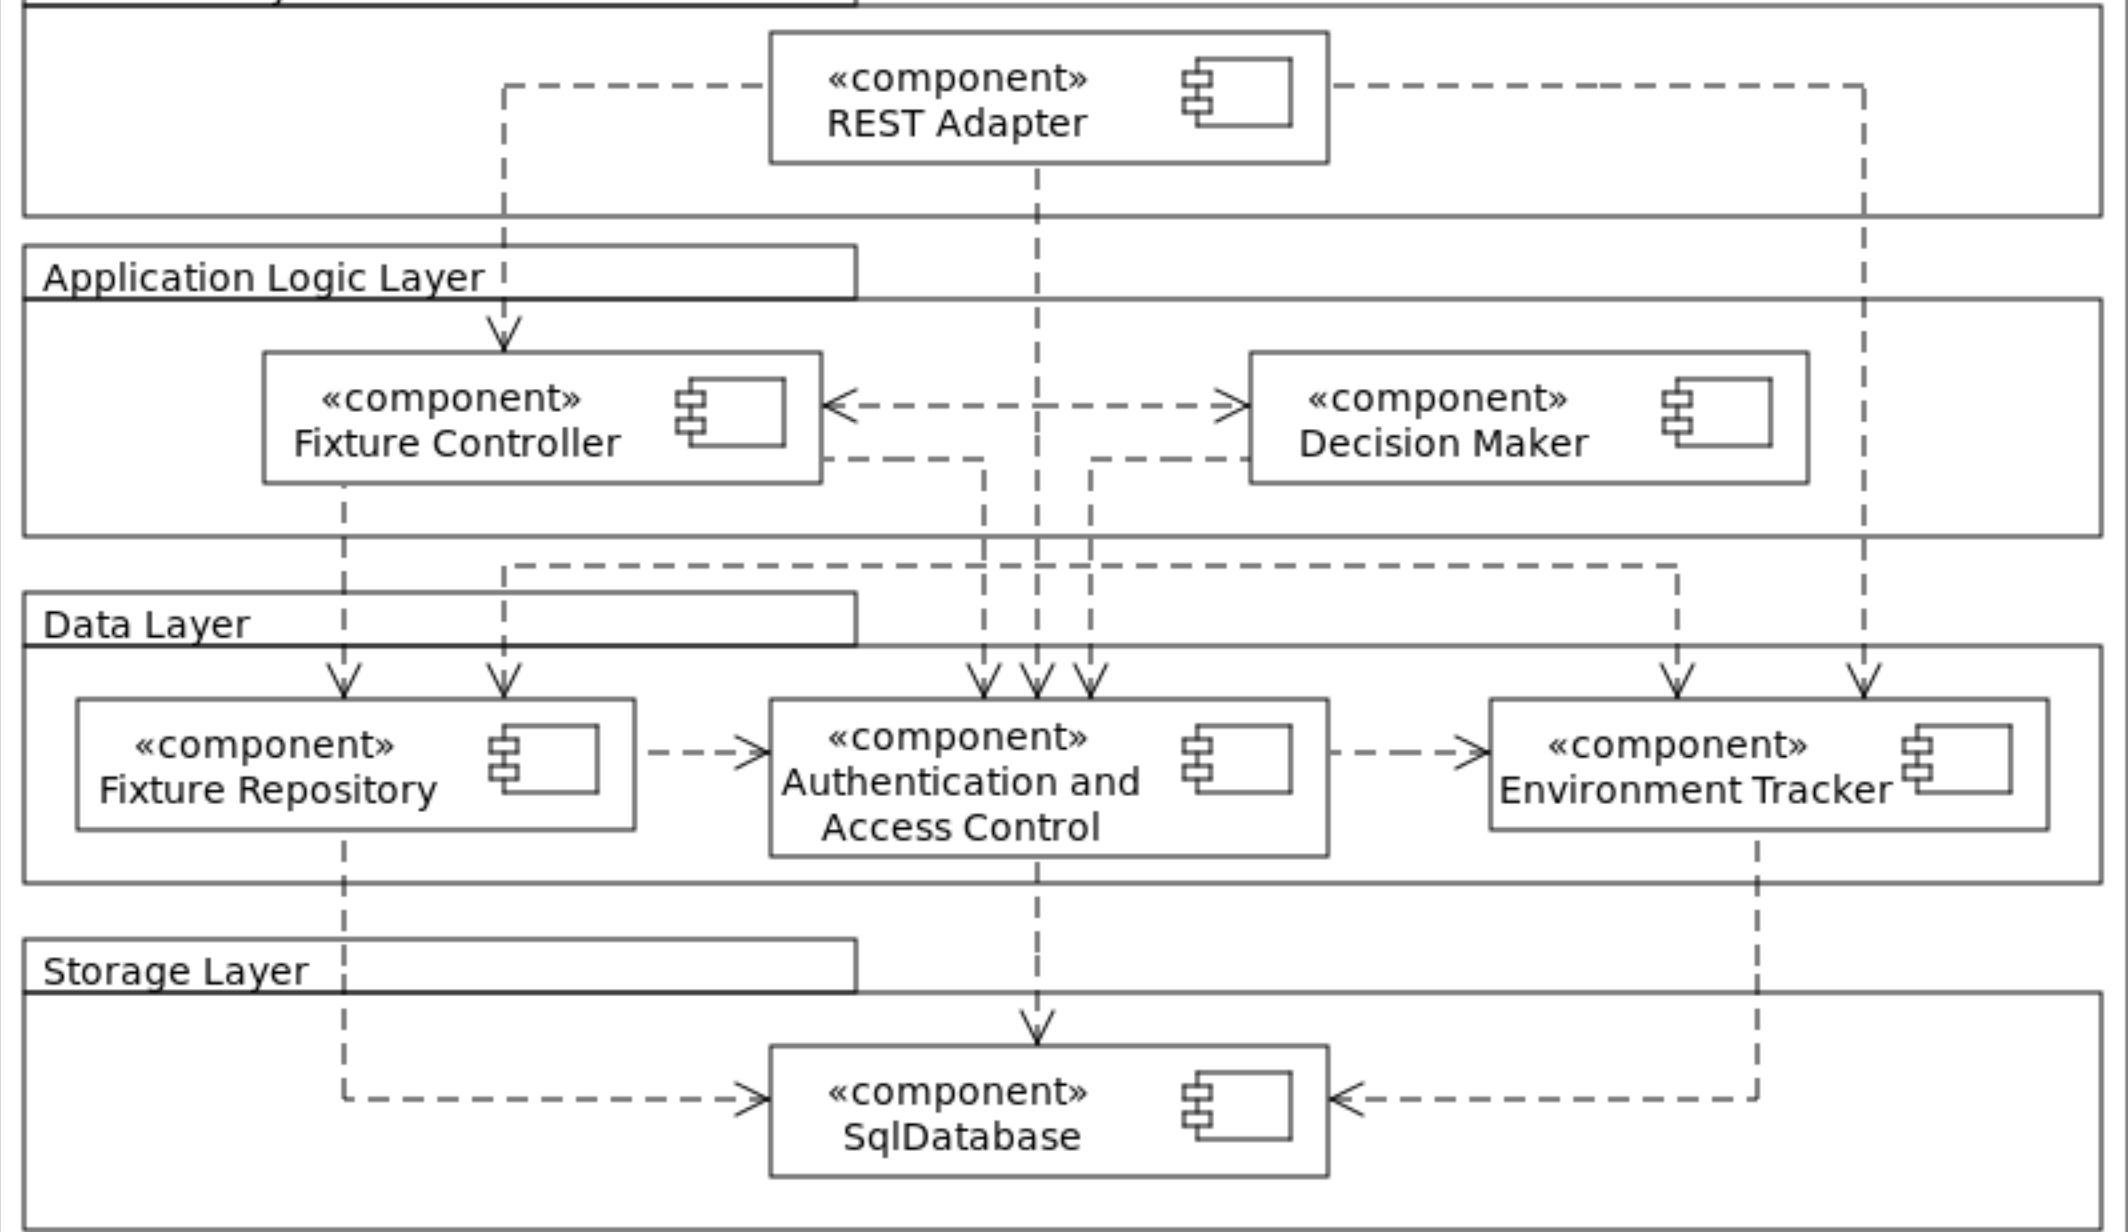 «component»
REST Adapter
Application Logic Layer
«component»
Fixture Controller
«component»
Decision Maker
Data Layer
«component»
Fixture Repository
«component»
Authentication and
Access Control
«component»
Environment Tracker
Storage Layer
«component»
SqlDatabase